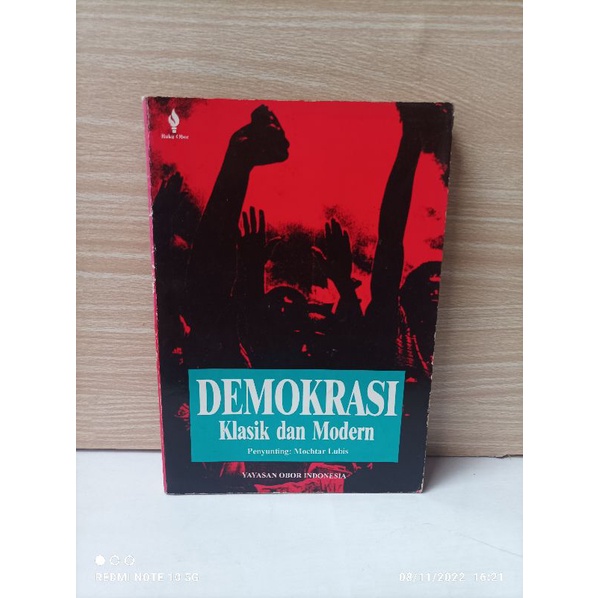 Buku Obor
DEMOKRASI
Klasik dan Modern
Penyunting: Mochtar Lubis
YAYASAN OBOR INDONESIA
REDMI NOTE 10 5G
08/11/2022 16:21